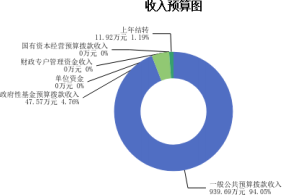 收入预算图
上年结转
11.92万元 1.19%
国有资本经营预算拨款收入
0万元 0%
财政专户管理资金收入
0万元 0%
单位资金
0万元 0%
政府性基金预算拨款收入
47.57万元 4.76%
一般公共预算拨款收入
939.69万元 94.05%